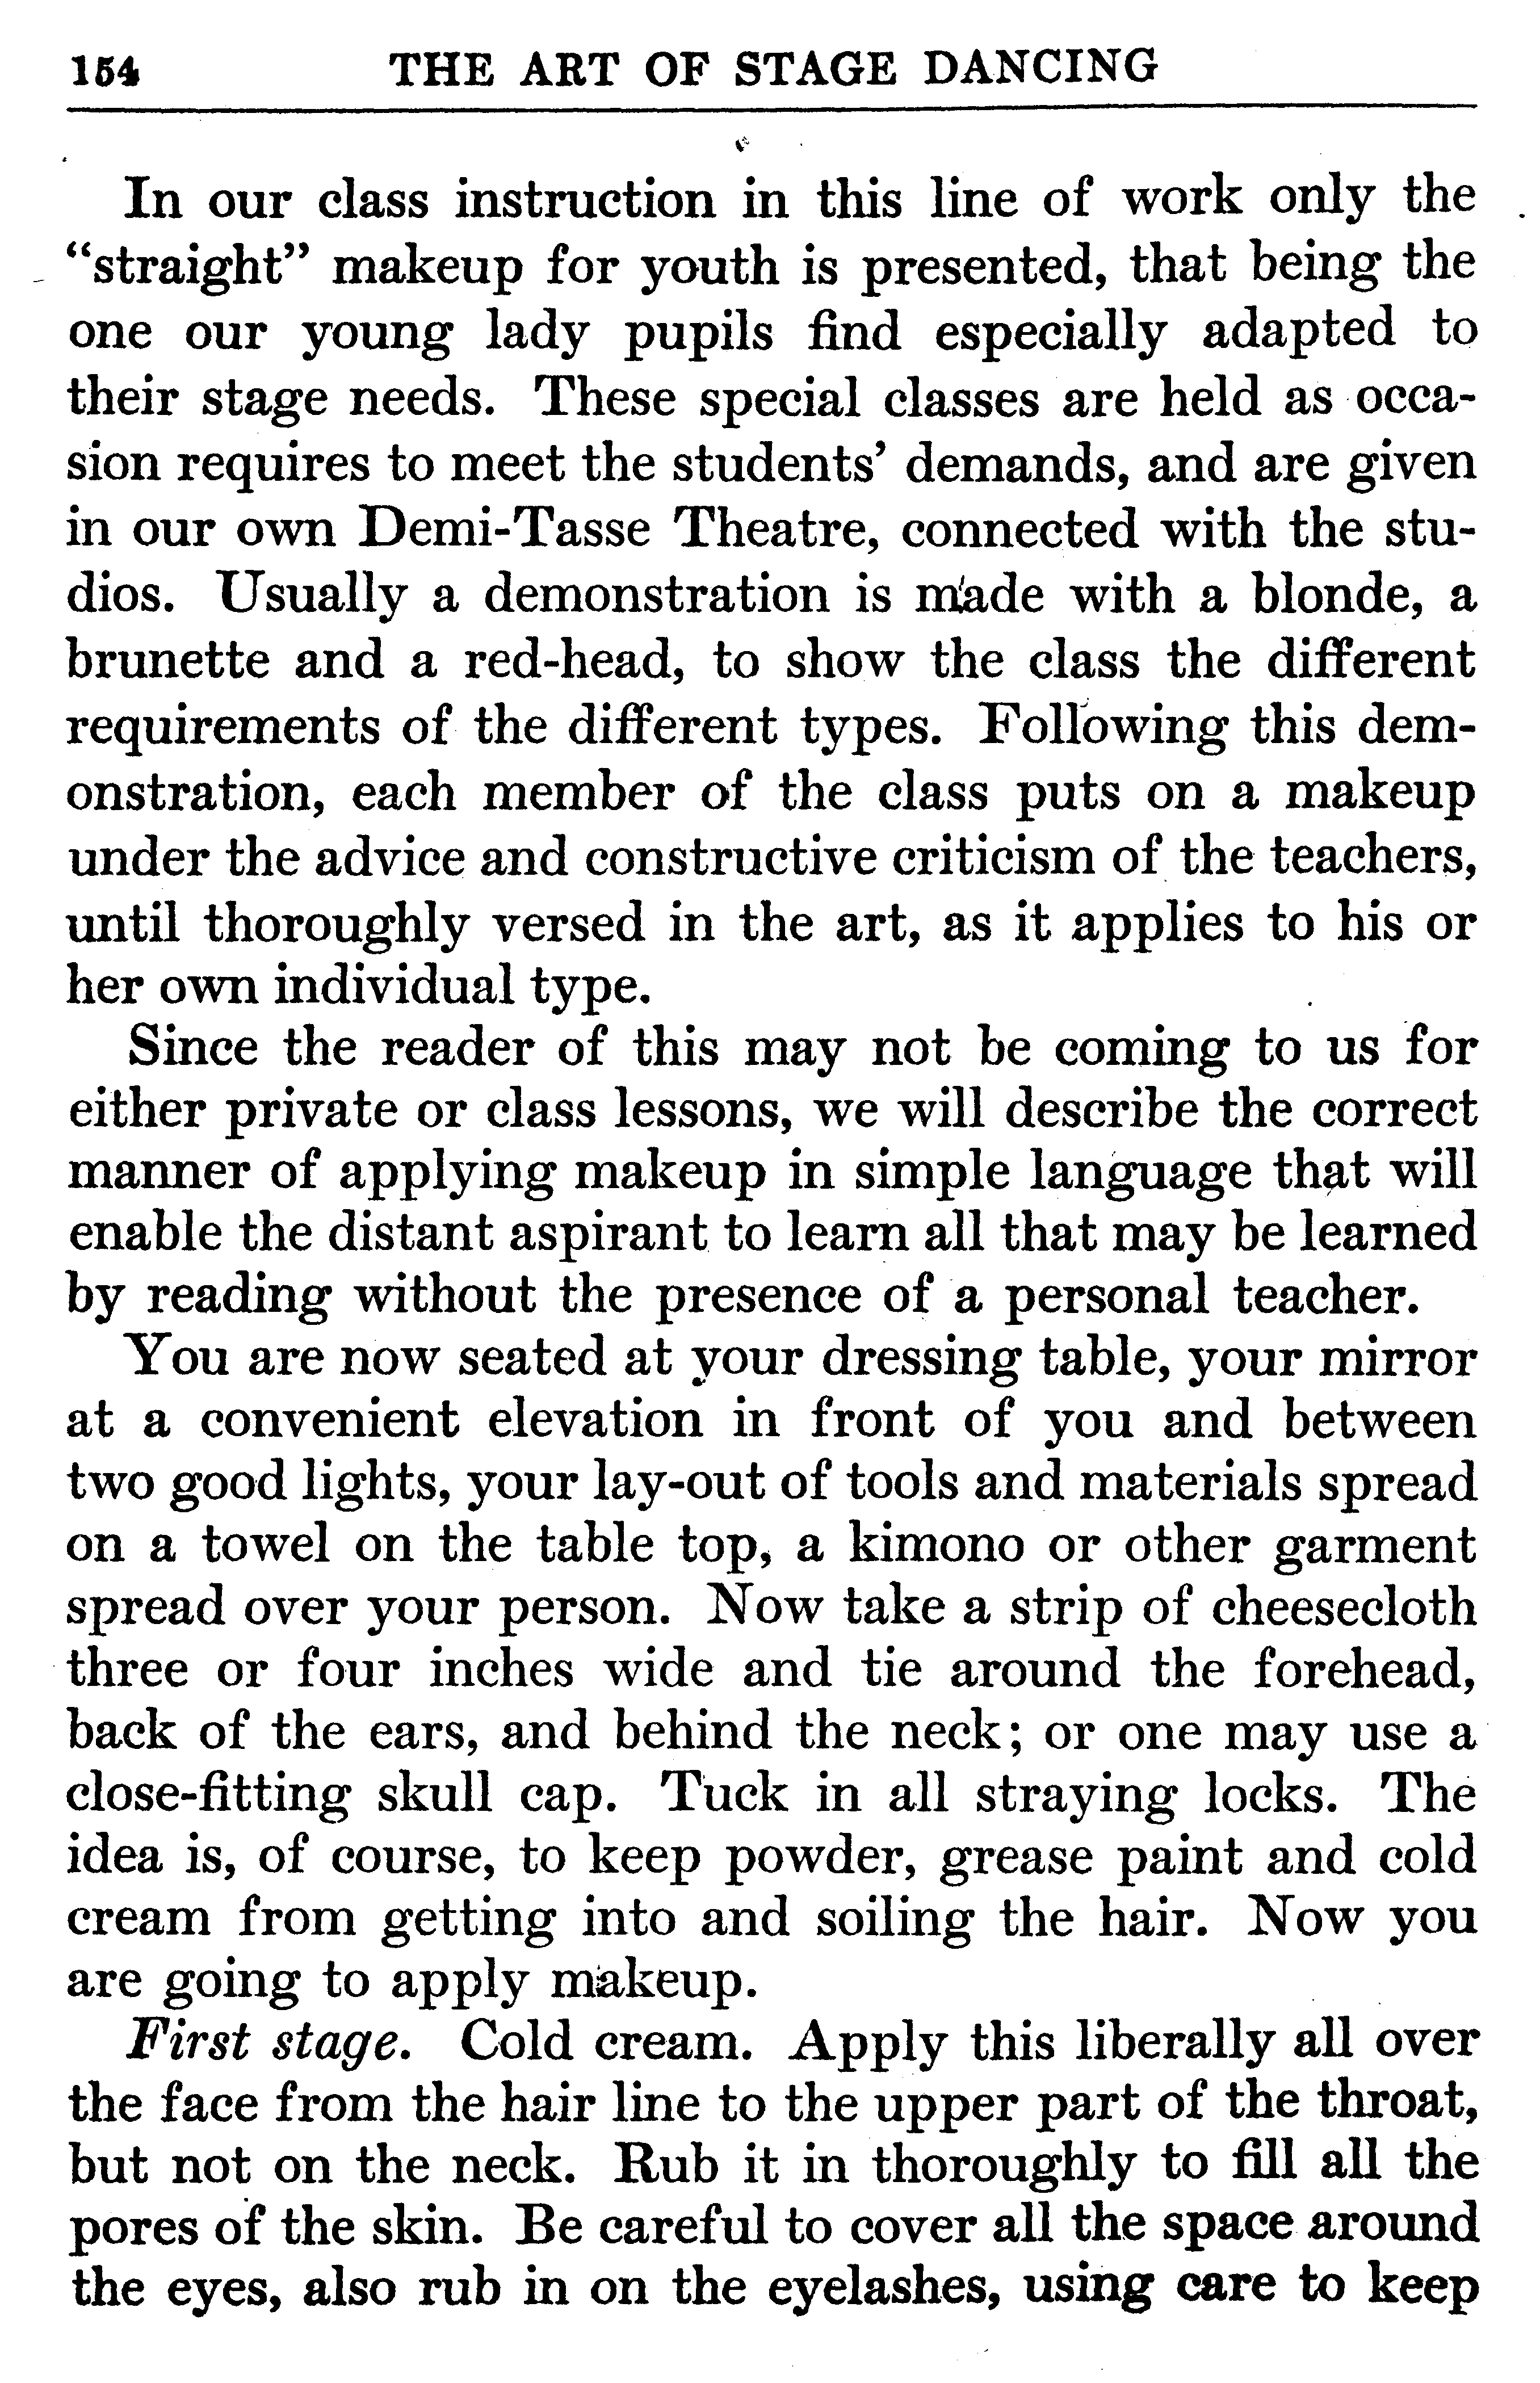 154 THE ART OF STAGE DANCING
In our class instruction in this line of work only the
“straight” makeup for youth is presented, that being the
one our young lady pupils find especially adapted to
their stage needs. These special classes are held as occa-
sion requires to meet the students’ demands, and are given
in our own Demi-Tasse Theatre, connected with the stu-
dios. Usually a demonstration is made with a blonde, a
brunette and a red-head, to show the class the different
requirements of the different types. Following this dem-
onstration, each member of the class puts on a makeup
under the advice and constructive criticism of the teachers,
until thoroughly versed in the art, as it applies to his or
her own individual type.
Since the reader of this may not be coming to us for
either private or class lessons, we will describe the correct
manner of applying makeup in simple language that will
enable the distant aspirant to learn all that may be learned
by reading without the presence of a personal teacher.
You are now seated at your dressing table, your mirror
at a convenient elevation in front of you and between
two good lights, your lay-out of tools and materials spread
on a towel on the table top, a kimono or other garment
spread over your person. Now take a strip of cheesecloth
three or four inches wide and tie around the forehead,
back of the ears, and behind the neck; or one may use a
close-fitting skull cap. Tuck in all straying locks. The
idea is, of course, to keep powder, grease paint and cold
cream from getting into and soiling the hair. Now you
are going to apply makeup.
First stage. Cold cream. Apply this liberally all over
the face from the hair line to the upper part of the throat,
but not on the neck. Rub it in thoroughly to fill all the
pores of the skin. Be careful to cover all the space around
the eyes, also rub in on the eyelashes, using care to keep